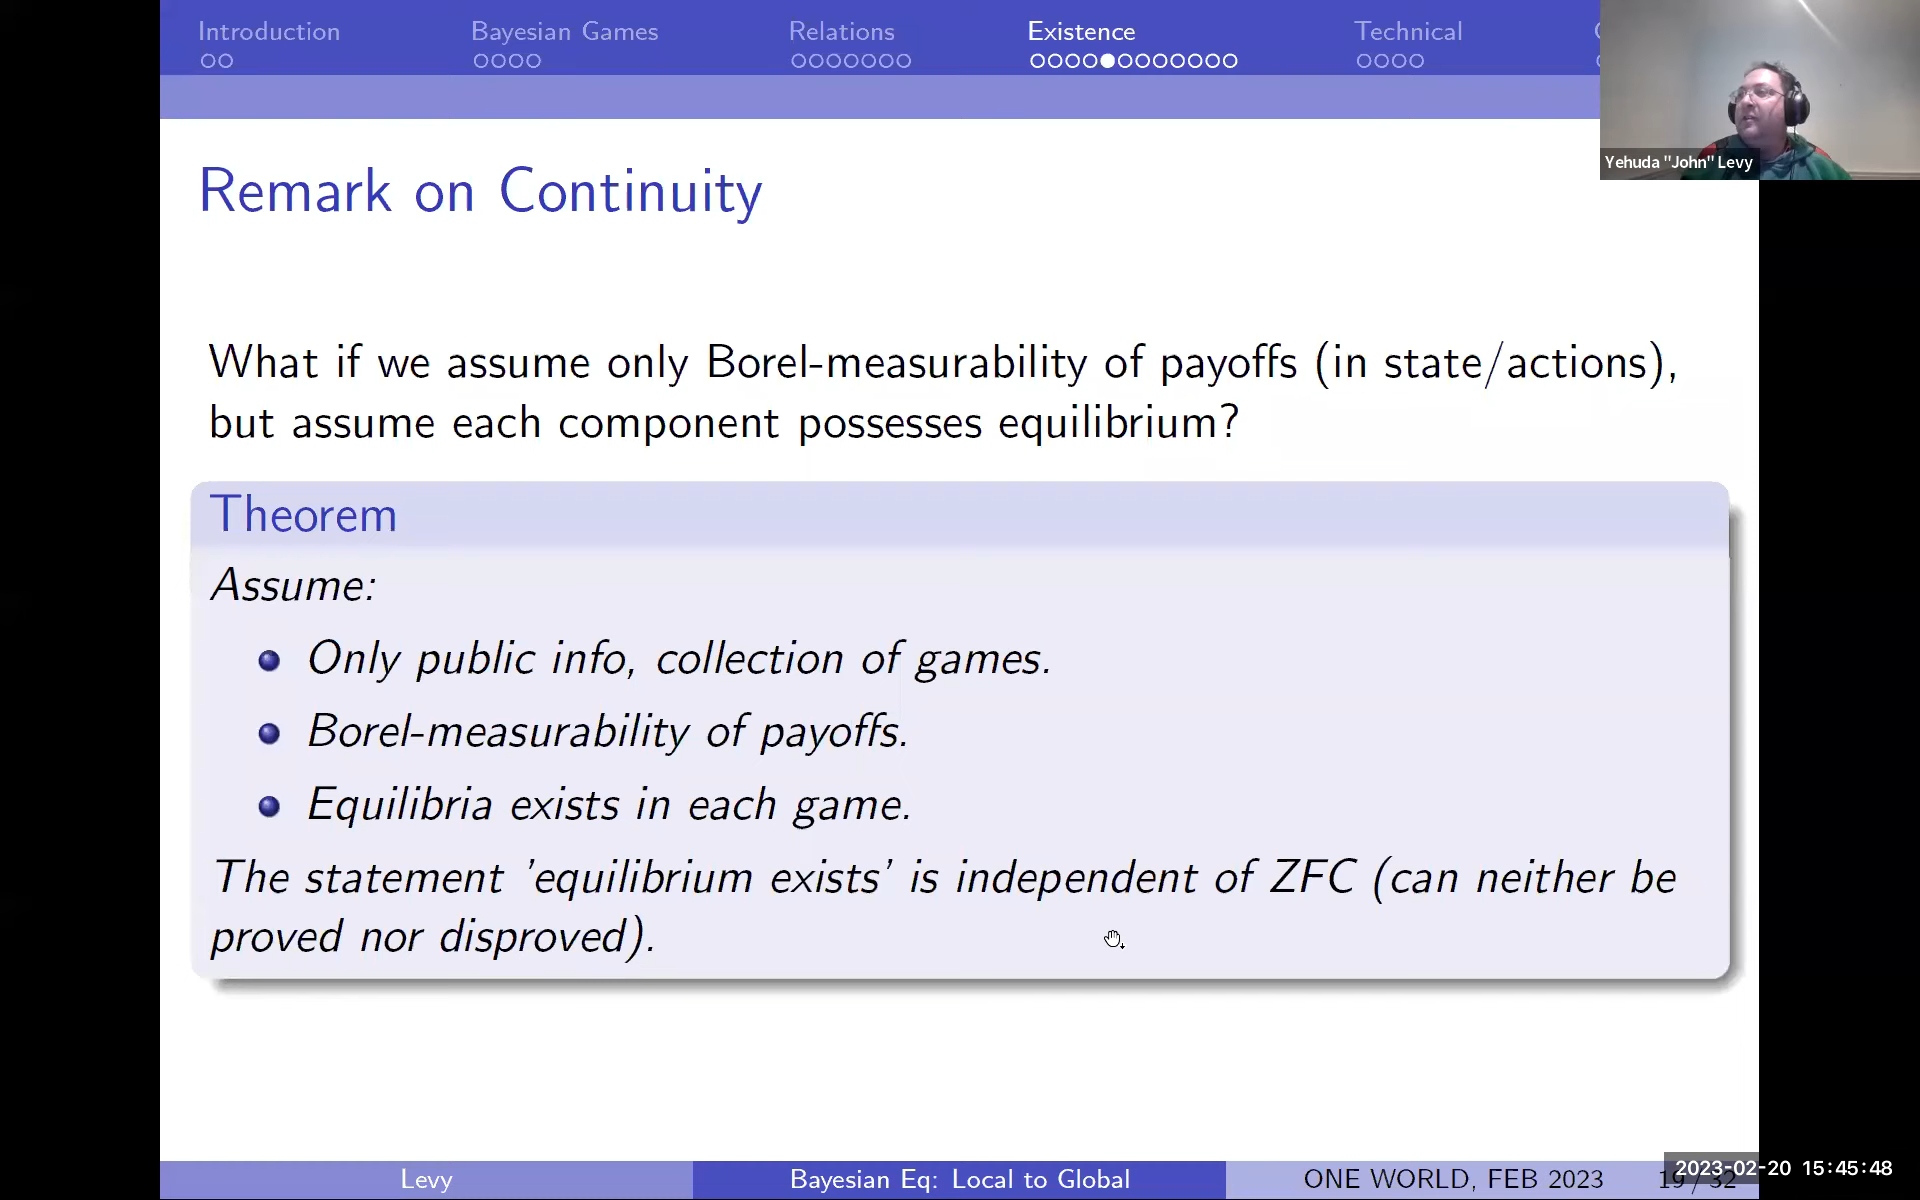 Introduction Bayesian Games Relations Existence Technical
Yehuda "John" Levy
Remark on Continuity
What if we assume only Borel-measurability of payoffs (in state/actions),
but assume each component possesses equilibrium?
Theorem
Assume:
Only public info, collection of games.
Borel-measurability of payoffs.
Equilibria exists in each game.
The statement 'equilibrium exists' is independent of ZFC (can neither be
proved nor disproved).
Levy Bayesian Eq: Local to Global ONE WORLD, FEB 2023 19 / 32
2023-02-20 15:45:48